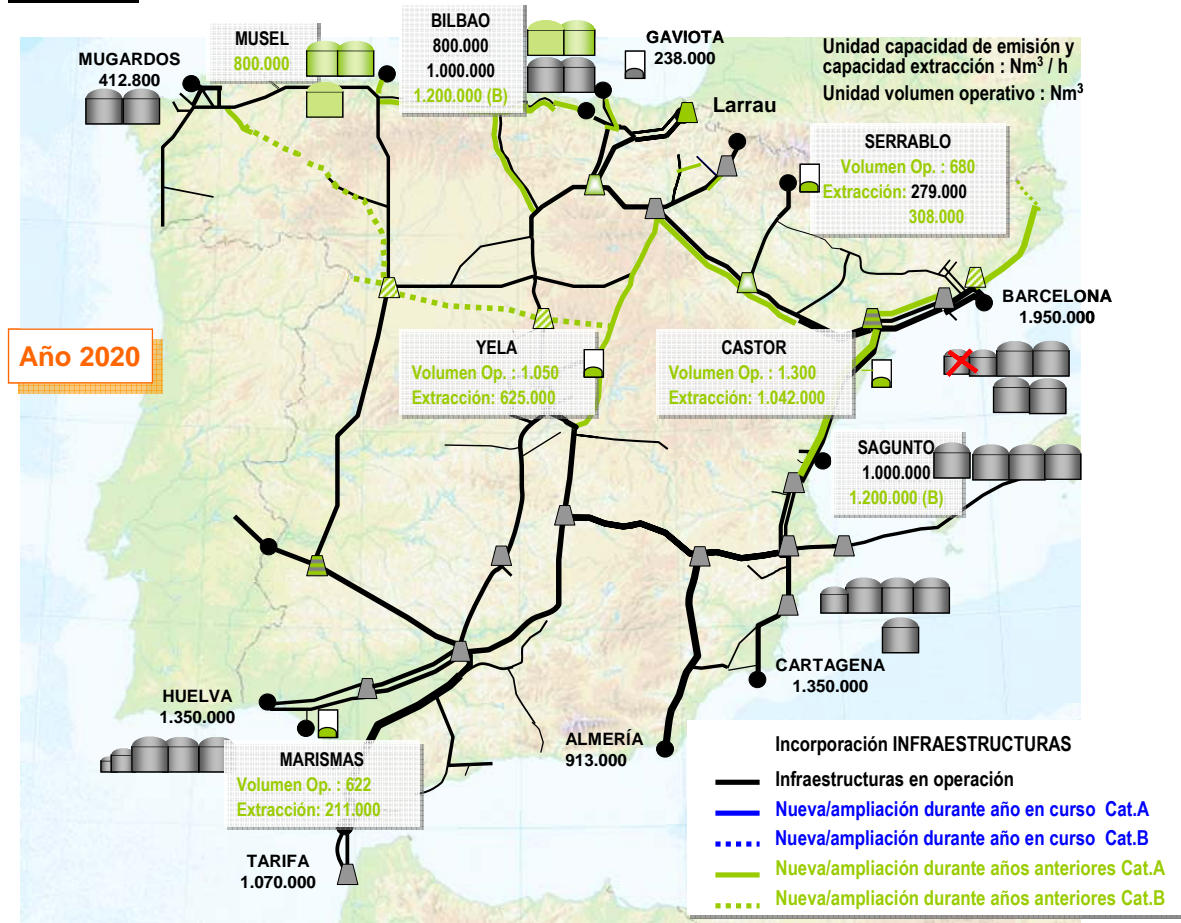 MUGARDOS
412.800
MUSEL
800.000
BILBAO
800.000
1.000.000
1.200.000 (B)
GAVIOTA
238.000
Unidad capacidad de emisión y
capacidad extracción : Nm³ / h
Unidad volumen operativo : Nm³
Larrau
SERRABLO
Volumen Op. : 680
Extracción: 279.000
308.000
BARCELONA
1.950.000
Año 2020
YELA
Volumen Op. : 1.050
Extracción: 625.000
CASTOR
Volumen Op. : 1.300
Extracción: 1.042.000
SAGUNTO
1.000.000
1.200.000 (B)
CARTAGENA
1.350.000
HUELVA
1.350.000
ALMERÍA
913.000
MARISMAS
Volumen Op. : 622
Extracción: 211.000
TARIFA
1.070.000
Incorporación INFRAESTRUCTURAS
Infraestructuras en operación
Nueva/ampliación durante año en curso Cat.A
Nueva/ampliación durante año en curso Cat.B
Nueva/ampliación durante años anteriores Cat.A
Nueva/ampliación durante años anteriores Cat.B